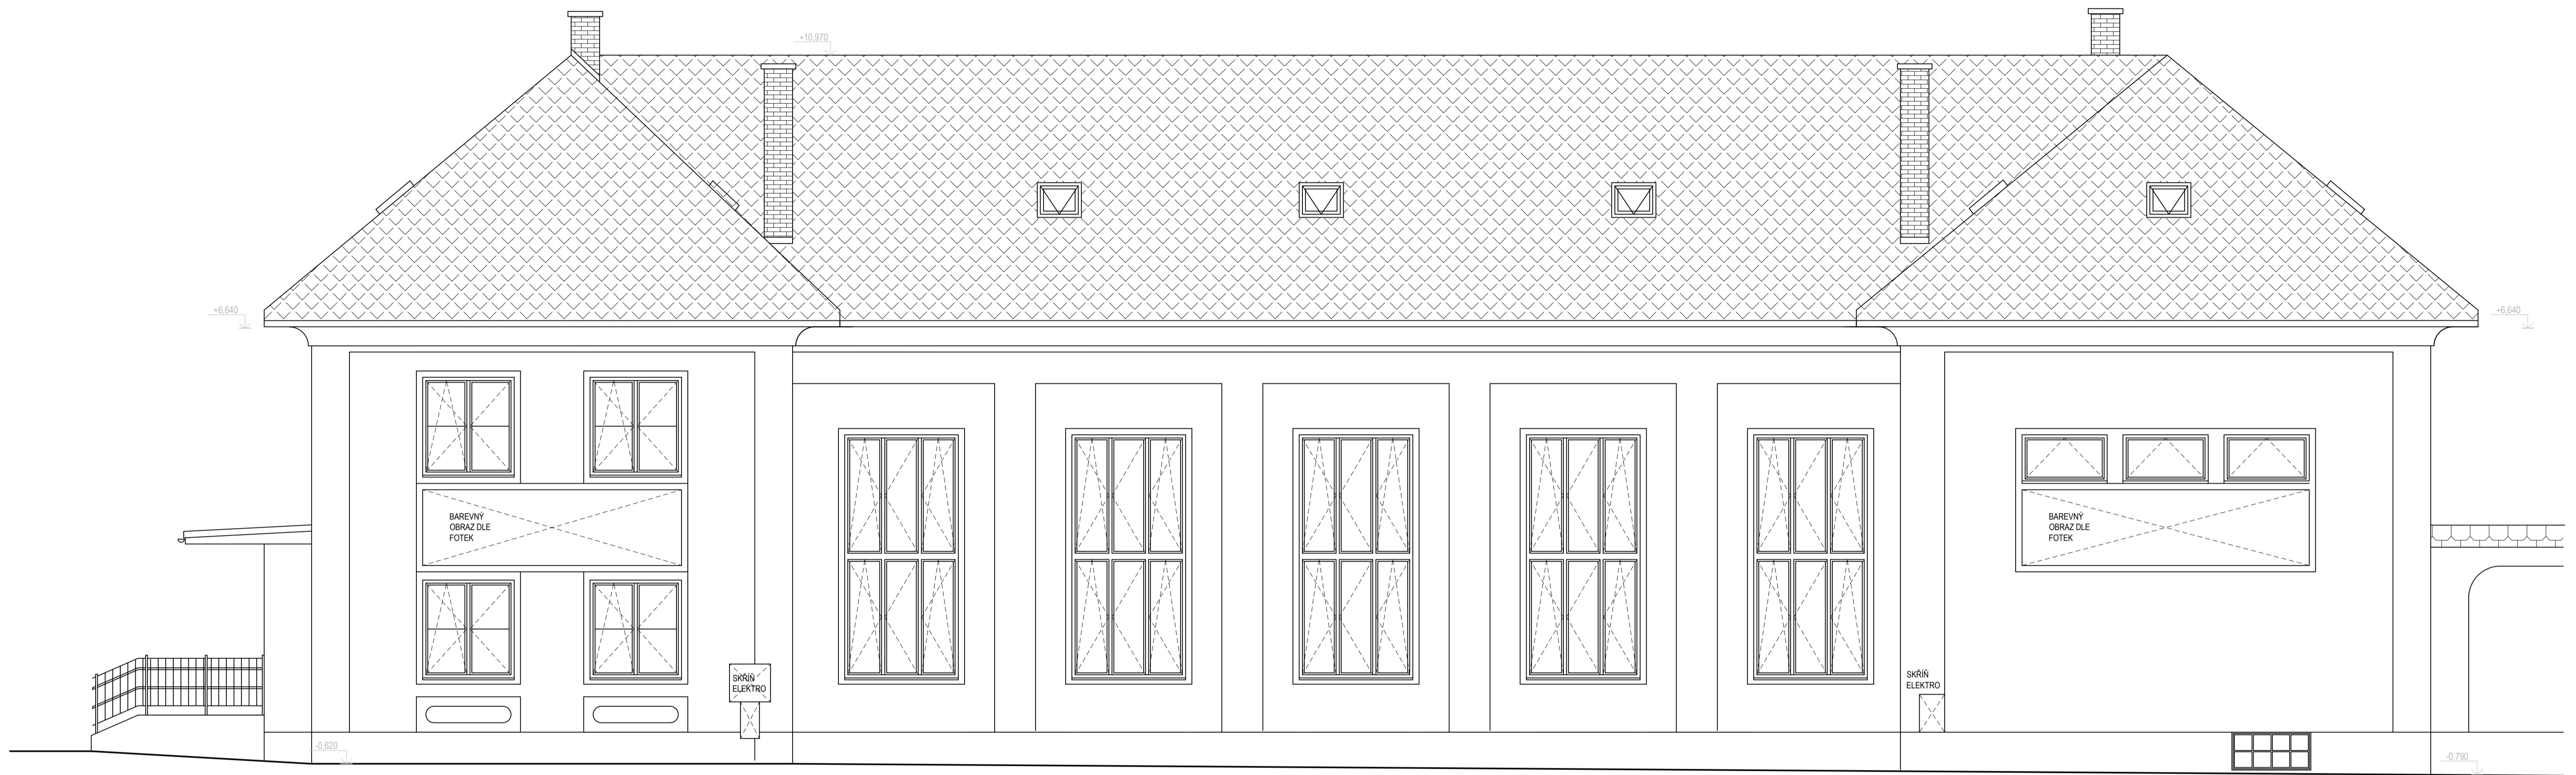 +10,970
+6,640
+6.640
BAREVNÝ
OBRAZ DLE
FOTEK
BAREVNÝ
OBRAZ DLE
FOTEK
SKŘÍŇ
ELEKTRO
SKŘÍŇ
ELEKTRO
-0,620
-0,790